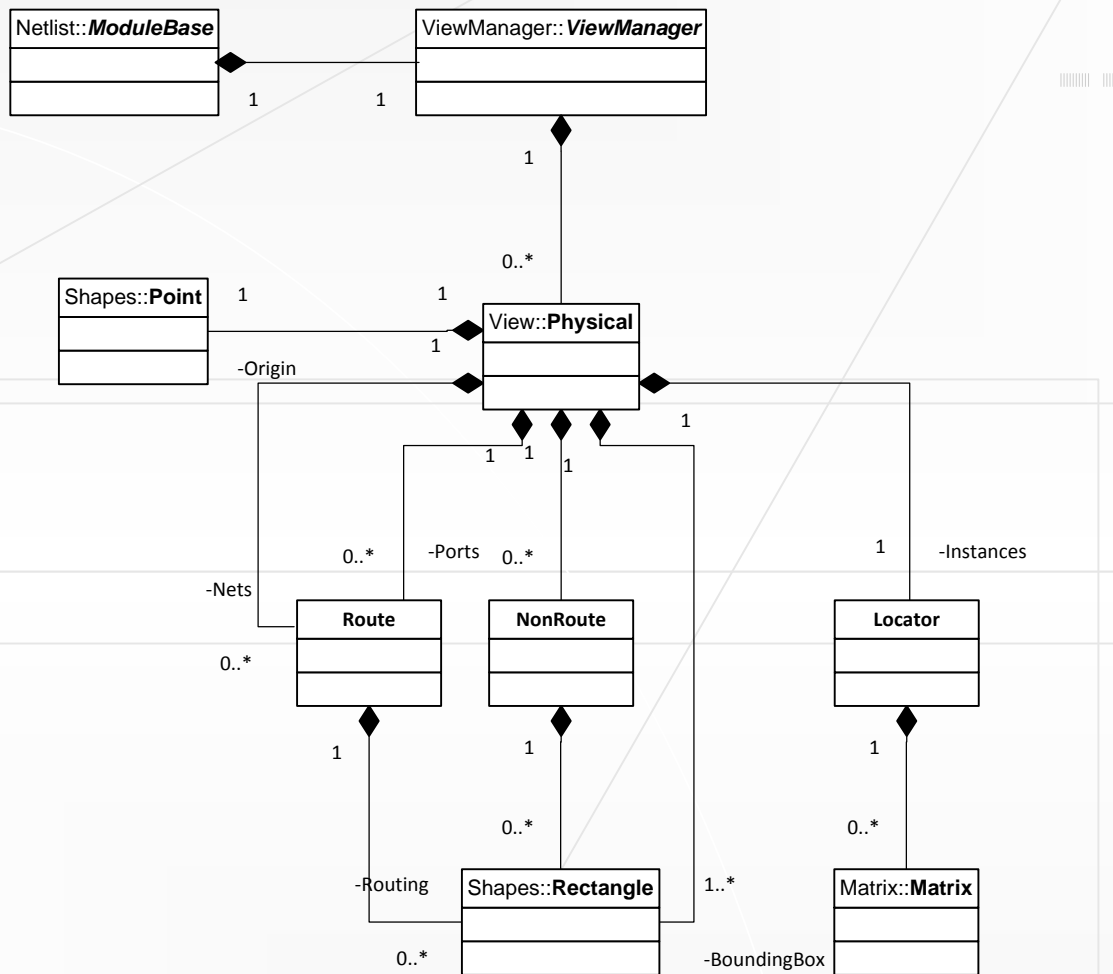 Netlist::ModuleBase
ViewManager::ViewManager
1
1
1
0..*
Shapes::Point
1
1
View::Physical
1
-Origin
1
1
1
1
0..*
-Ports
0..*
1
-Instances
-Nets
Route
NonRoute
Locator
0..*
1
1
1
0..*
0..*
-Routing
Shapes::Rectangle
1..*
Matrix::Matrix
0..*
-BoundingBox